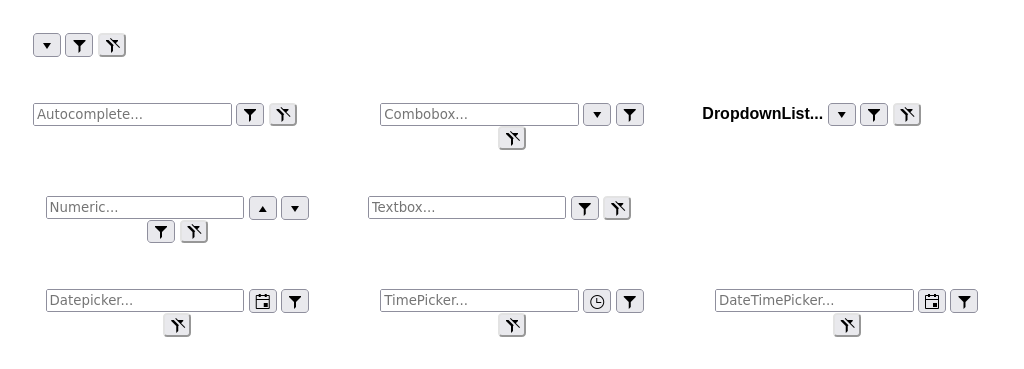 Autocomplete...
Combobox...
DropdownList...
Numeric...
Textbox...
Datepicker...
TimePicker...
DateTimePicker...